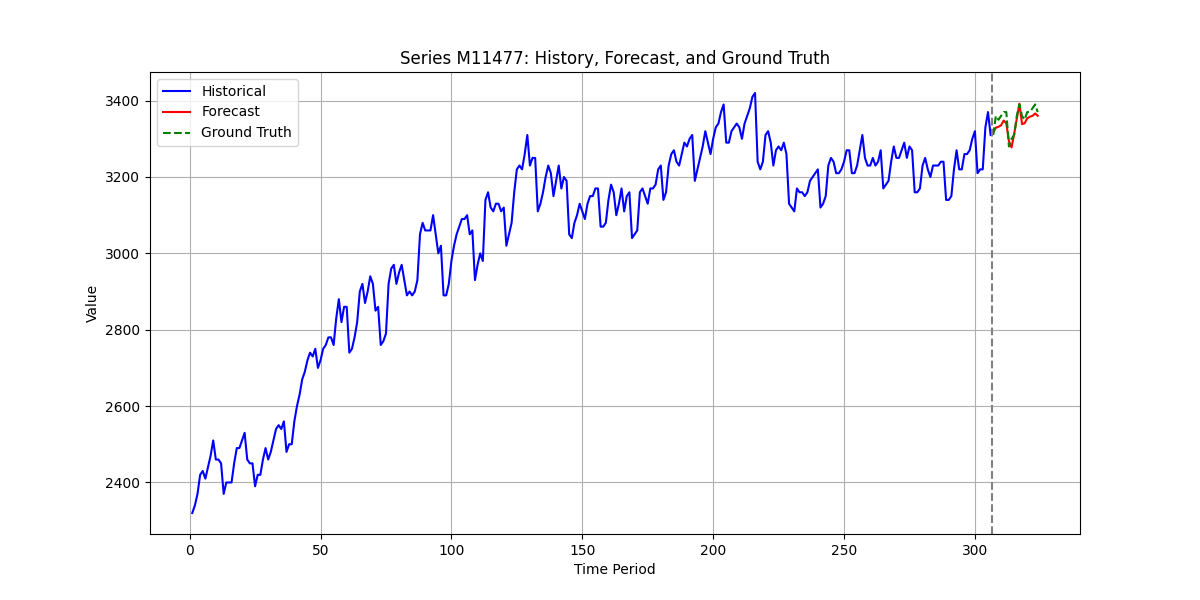 Series M11477: History, Forecast, and Ground Truth
Historical
Forecast
Ground Truth
3400
3200
3000
2800
2600
2400
Value
0 50 100 150 200 250 300
Time Period